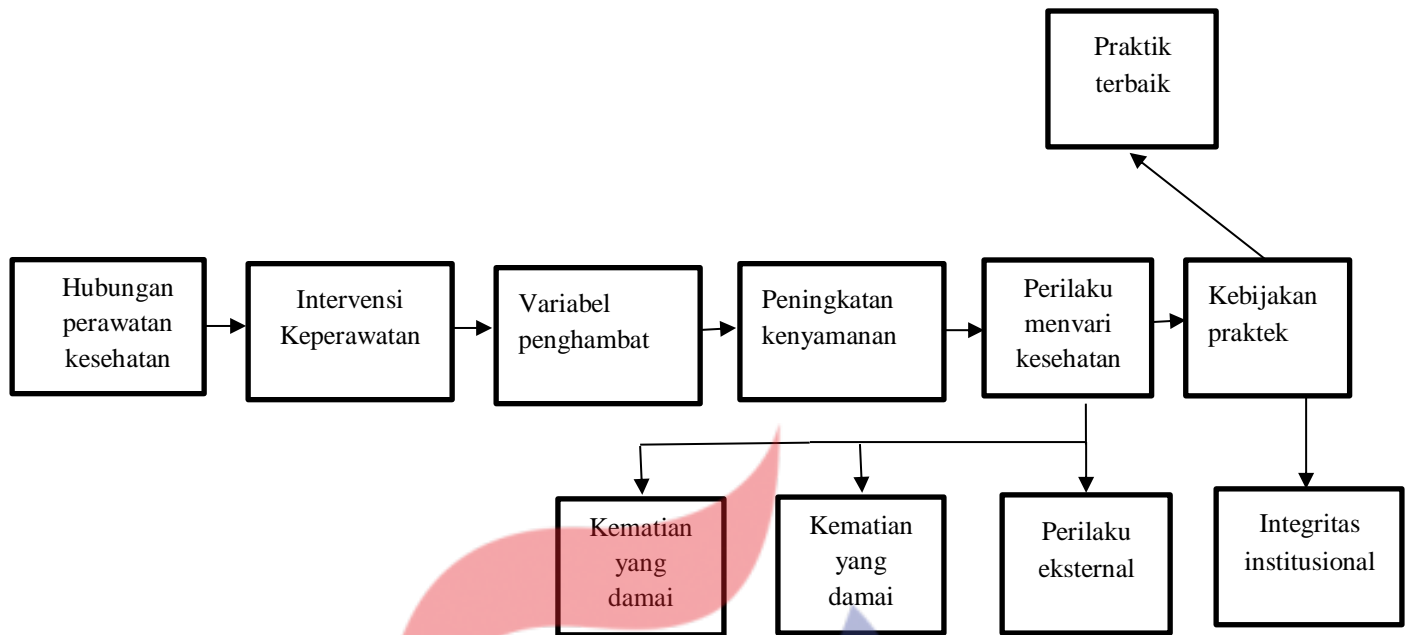 Praktik
terbaik
Hubungan
perawatan
kesehatan
Intervensi
Keperawatan
Variabel
penghambat
Peningkatan
kenyamanan
Perilaku
menvari
kesehatan
Kebijakan
praktek
Kematian
yang
damai
Kematian
yang
damai
Perilaku
eksternal
Integritas
institusional